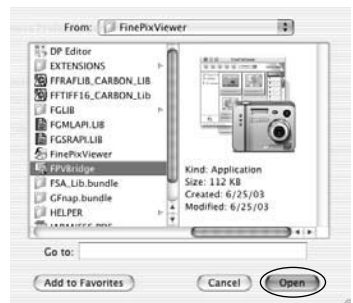 From: FinePixViewer
DP Editor
EXTENSIONS
FFRAFLIB_CARBON_LIB
FFTIFF16_CARBON_Lib
FGLIB
FGMLAPI.LIB
FGSRAPI.LIB
FinePixViewer
FPVBridge
FSA_Lib.bundle
GFnap.bundle
HELPER
Kind: Application
Size: 112 KB
Created: 6/25/03
Modified: 6/25/03
Go to:
Add to Favorites
Cancel
Open